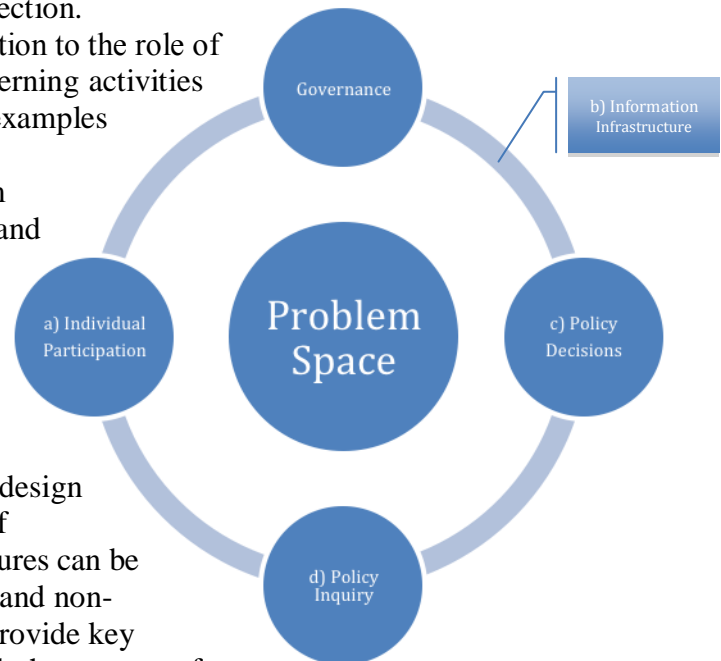 ection.
tion to the role of
erning activities
examples
n
and
design
f
ures can be
and non-
rovide key
Governance
b) Information
Infrastructure
a) Individual
Participation
Problem
Space
c) Policy
Decisions
d) Policy
Inquiry